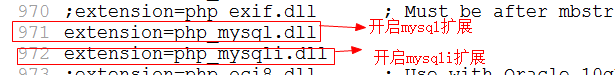 970 ;extension=php_exif.dll ; Must be after mbstr
971 extension=php_mysql.dll 开启mysql扩展
972 extension=php_mysqli.dll 开启mysqli扩展
973 ;extension=php_oci8.dll ; Use with Oracle 10g